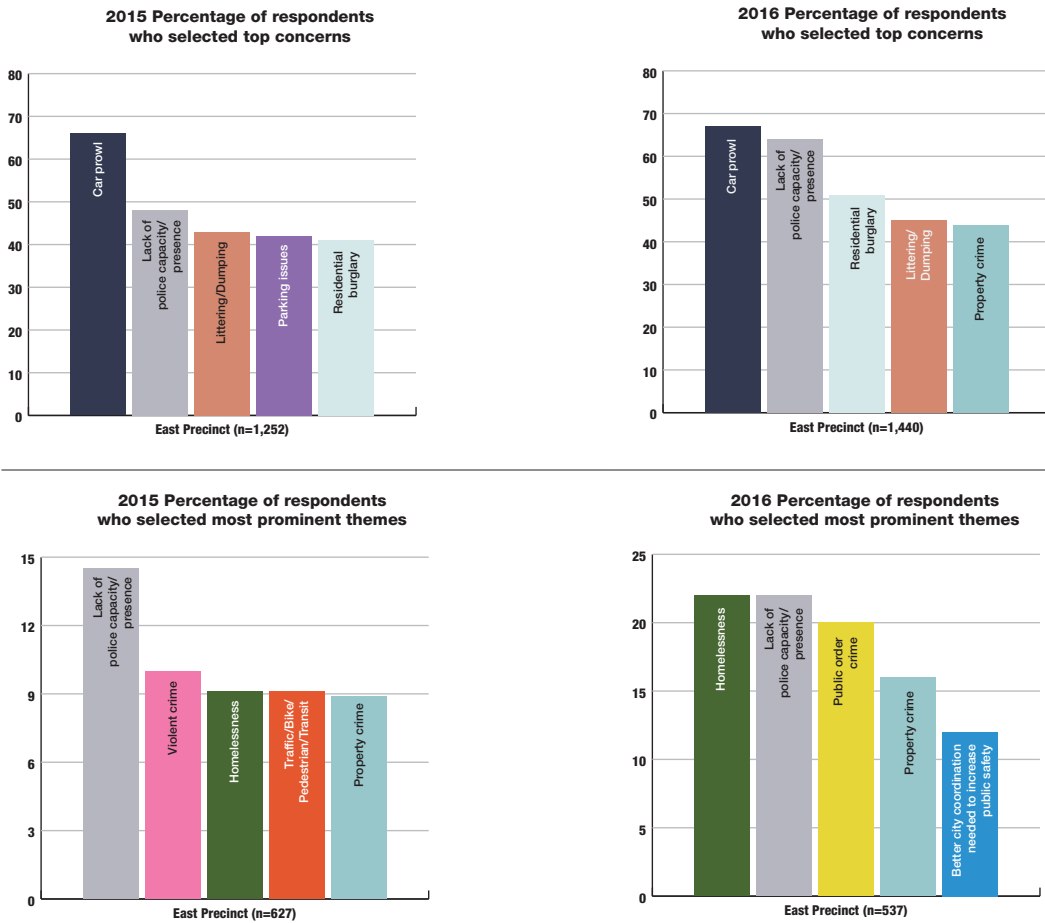 2015 Percentage of respondents
who selected top concerns
80
70
60
50
40
30
20
10
0
Car prowl
Lack of
police capacity/
presence
Littering/Dumping
Parking issues
Residential
burglary
East Precinct (n=1,252)
2016 Percentage of respondents
who selected top concerns
80
70
60
50
40
30
20
10
0
Car prowl
Lack of
police capacity/
presence
Residential
burglary
Littering/
Dumping
Property crime
East Precinct (n=1,440)
2015 Percentage of respondents
who selected most prominent themes
15
12
9
6
3
0
Lack of
police capacity/
presence
Violent crime
Homelessness
Traffic/Bike/
Pedestrian/Transit
Property crime
East Precinct (n=627)
2016 Percentage of respondents
who selected most prominent themes
25
20
15
10
5
0
Homelessness
Lack of
police capacity/
presence
Public order
crime
Property crime
Better city coordination
needed to increase
public safety
East Precinct (n=537)